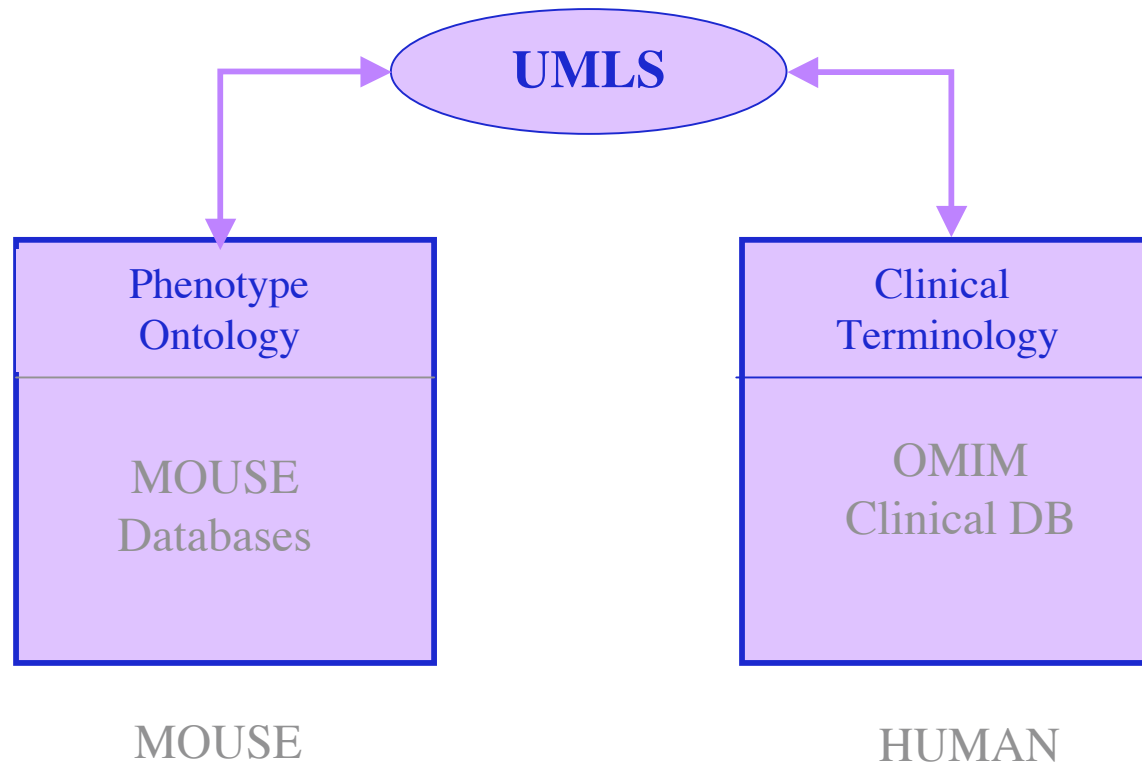 UMLS
Phenotype
Ontology
MOUSE
Databases
MOUSE
Clinical
Terminology
OMIM
Clinical DB
HUMAN